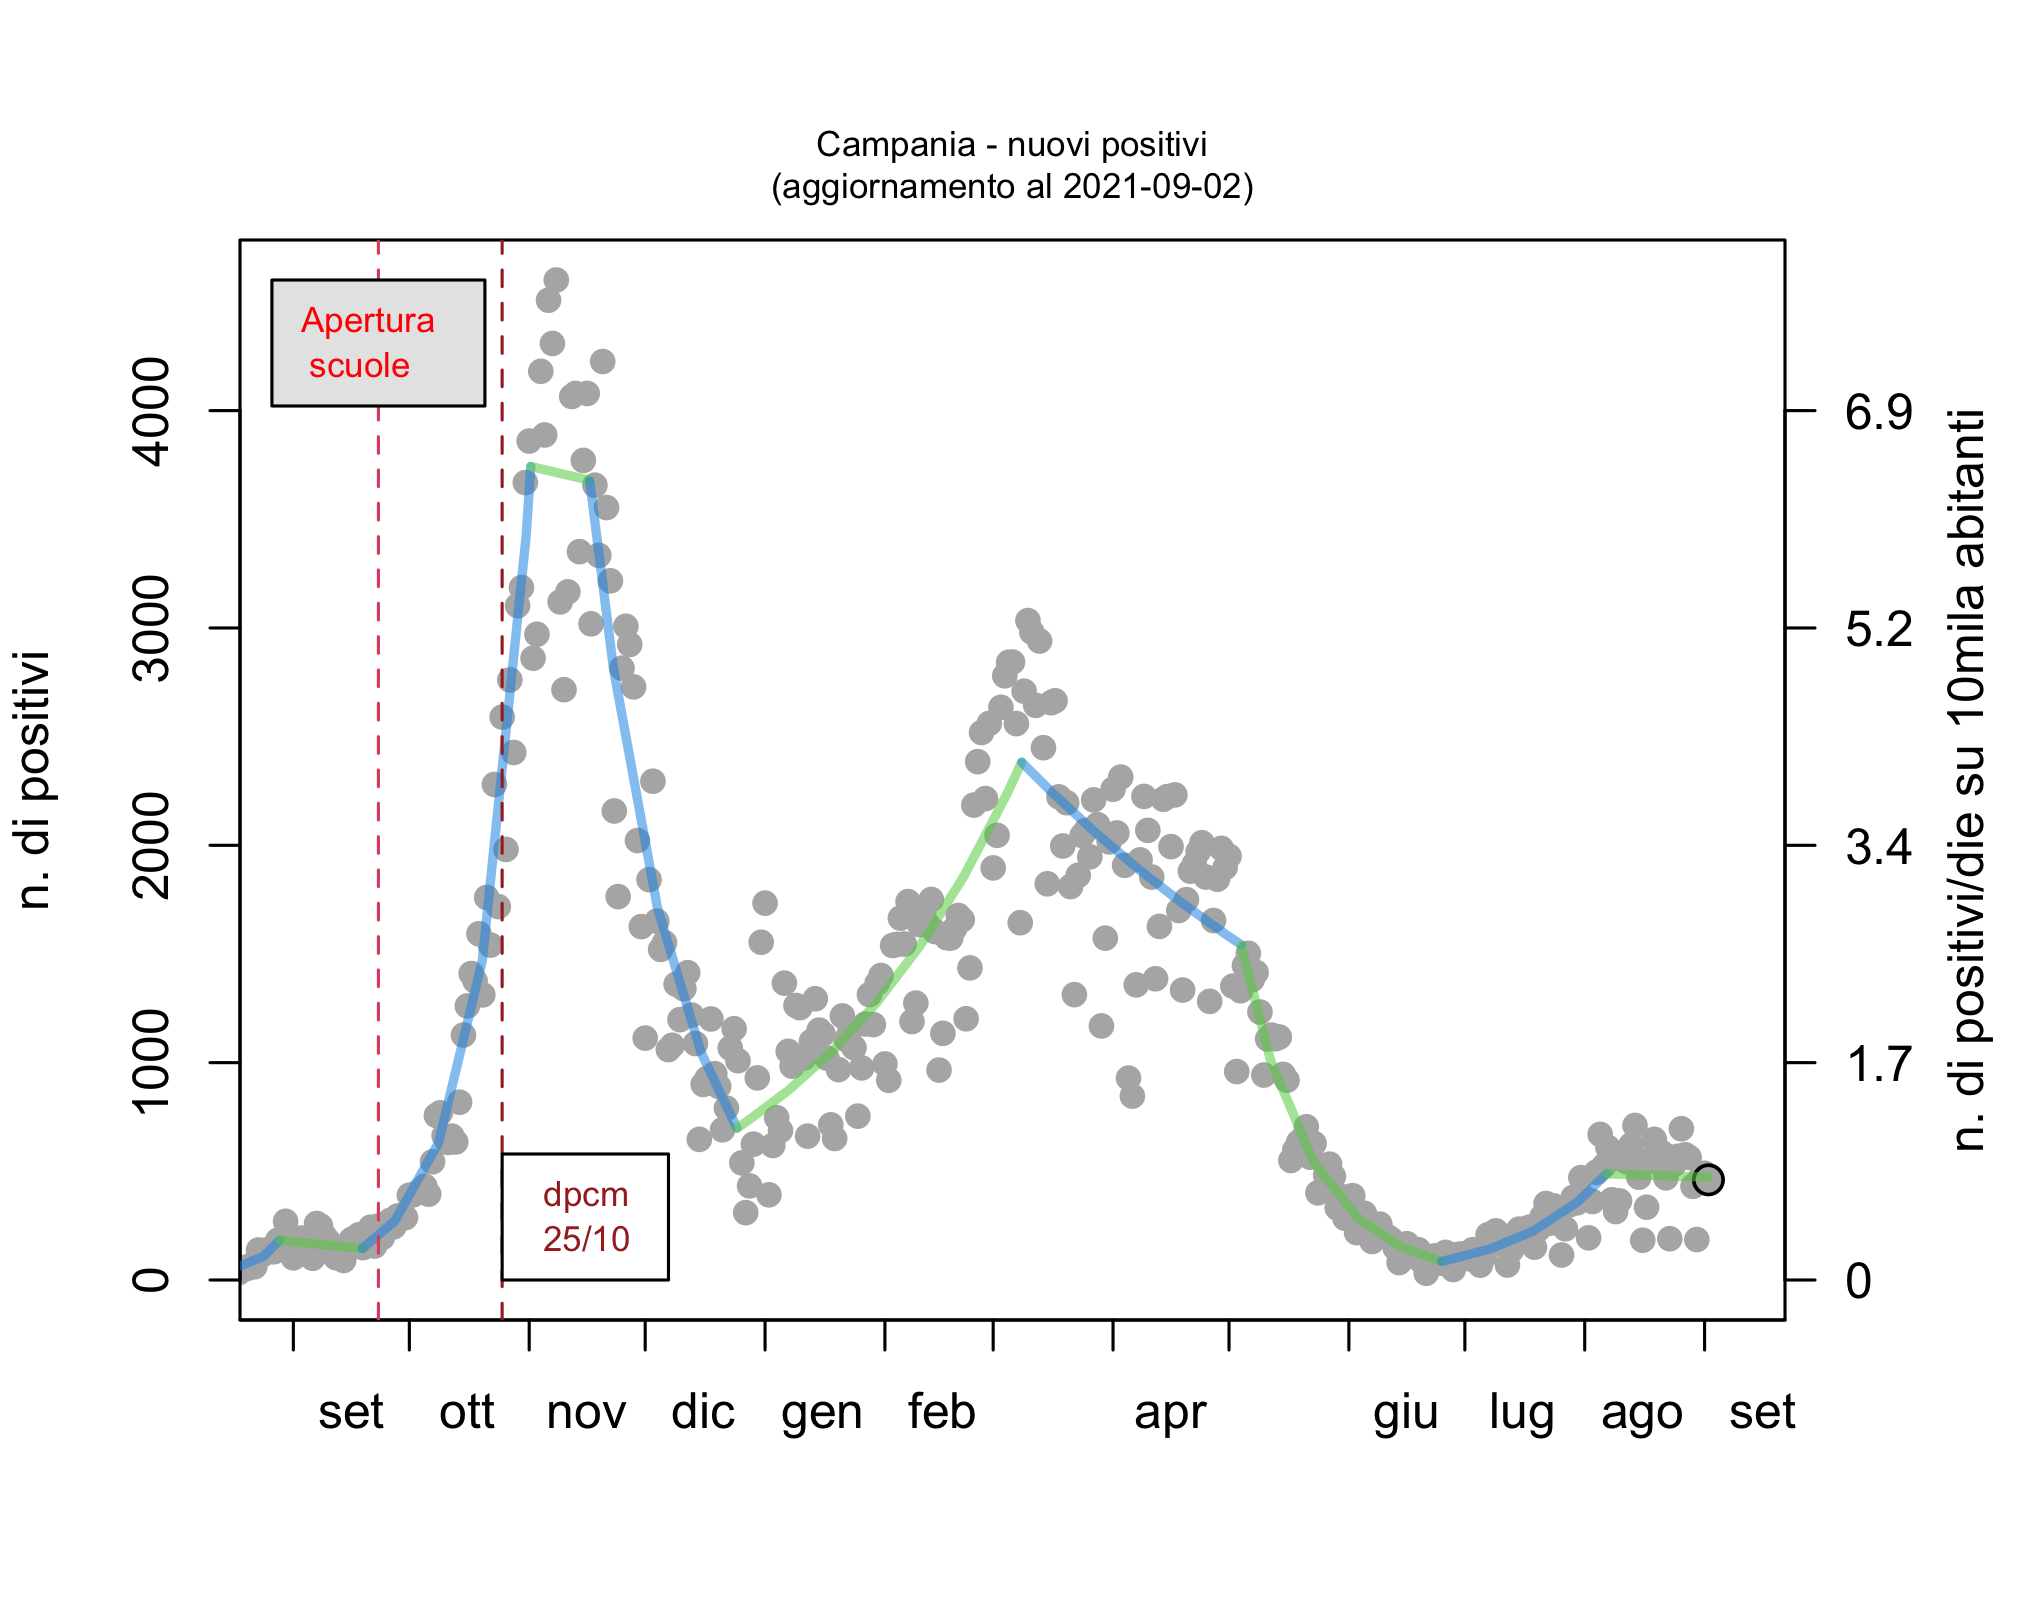 Campania - nuovi positivi
(aggiornamento al 2021-09-02)
Apertura
scuole
dpcm
25/10
n. di positivi
0
1000
2000
3000
4000
0
1.7
3.4
5.2
6.9
n. di positivi/die su 10mila abitanti
set ott nov dic gen feb apr giu lug ago set